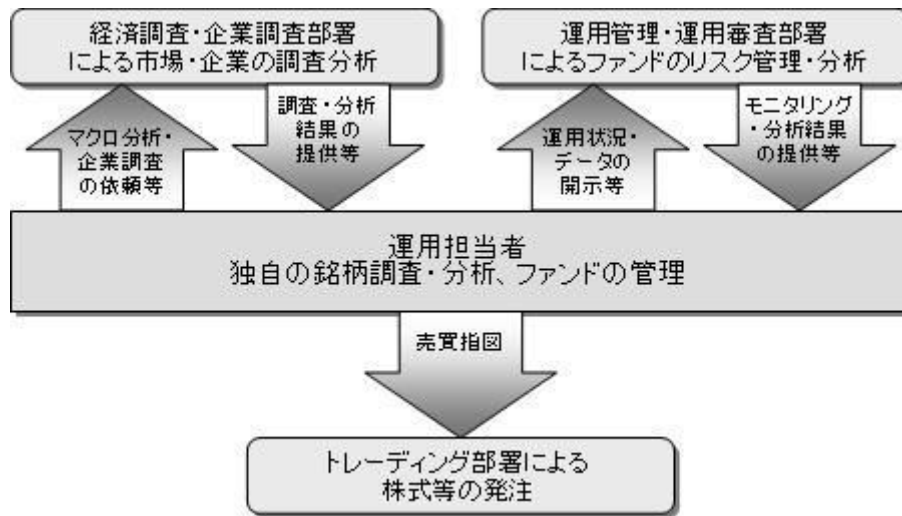 経済調査・企業調査部署
による市場・企業の調査分析
運用管理・運用審査部署
によるファンドのリスク管理・分析
マクロ分析・
企業調査
の依頼等
調査・分析
結果の
提供等
運用状況・
データの
開示等
モニタリング
・分析結果
の提供等
運用担当者
独自の銘柄調査・分析、ファンドの管理
売買指図
トレーディング部署による
株式等の発注